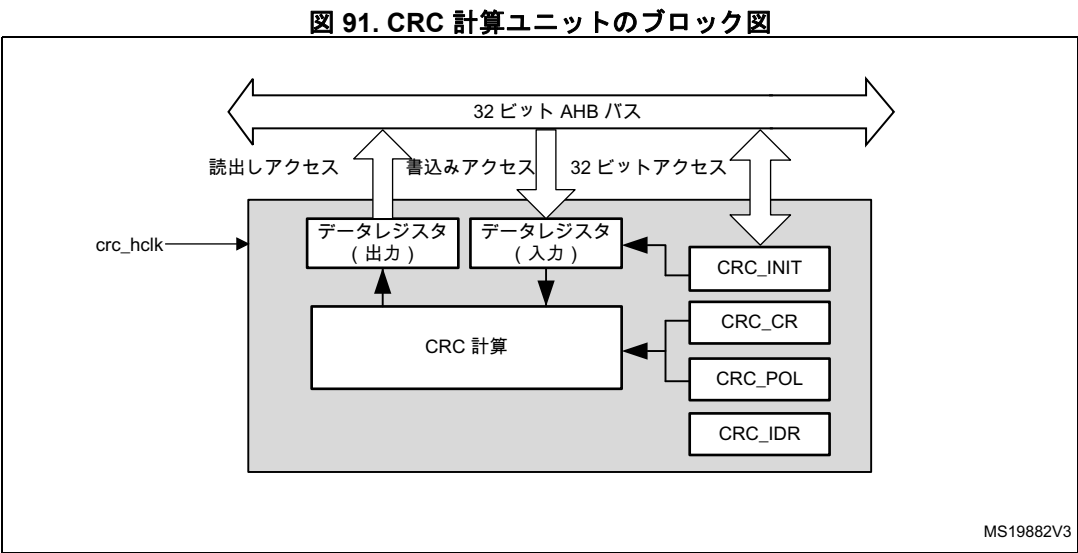 図 91. CRC 計算ユニットのブロック図
32 ビット AHB バス
読出しアクセス
書込みアクセス
32 ビットアクセス
crc_hclk
データレジスタ
( 出力 )
データレジスタ
( 入力 )
CRC_INIT
CRC_CR
CRC 計算
CRC_POL
CRC_IDR
MS19882V3